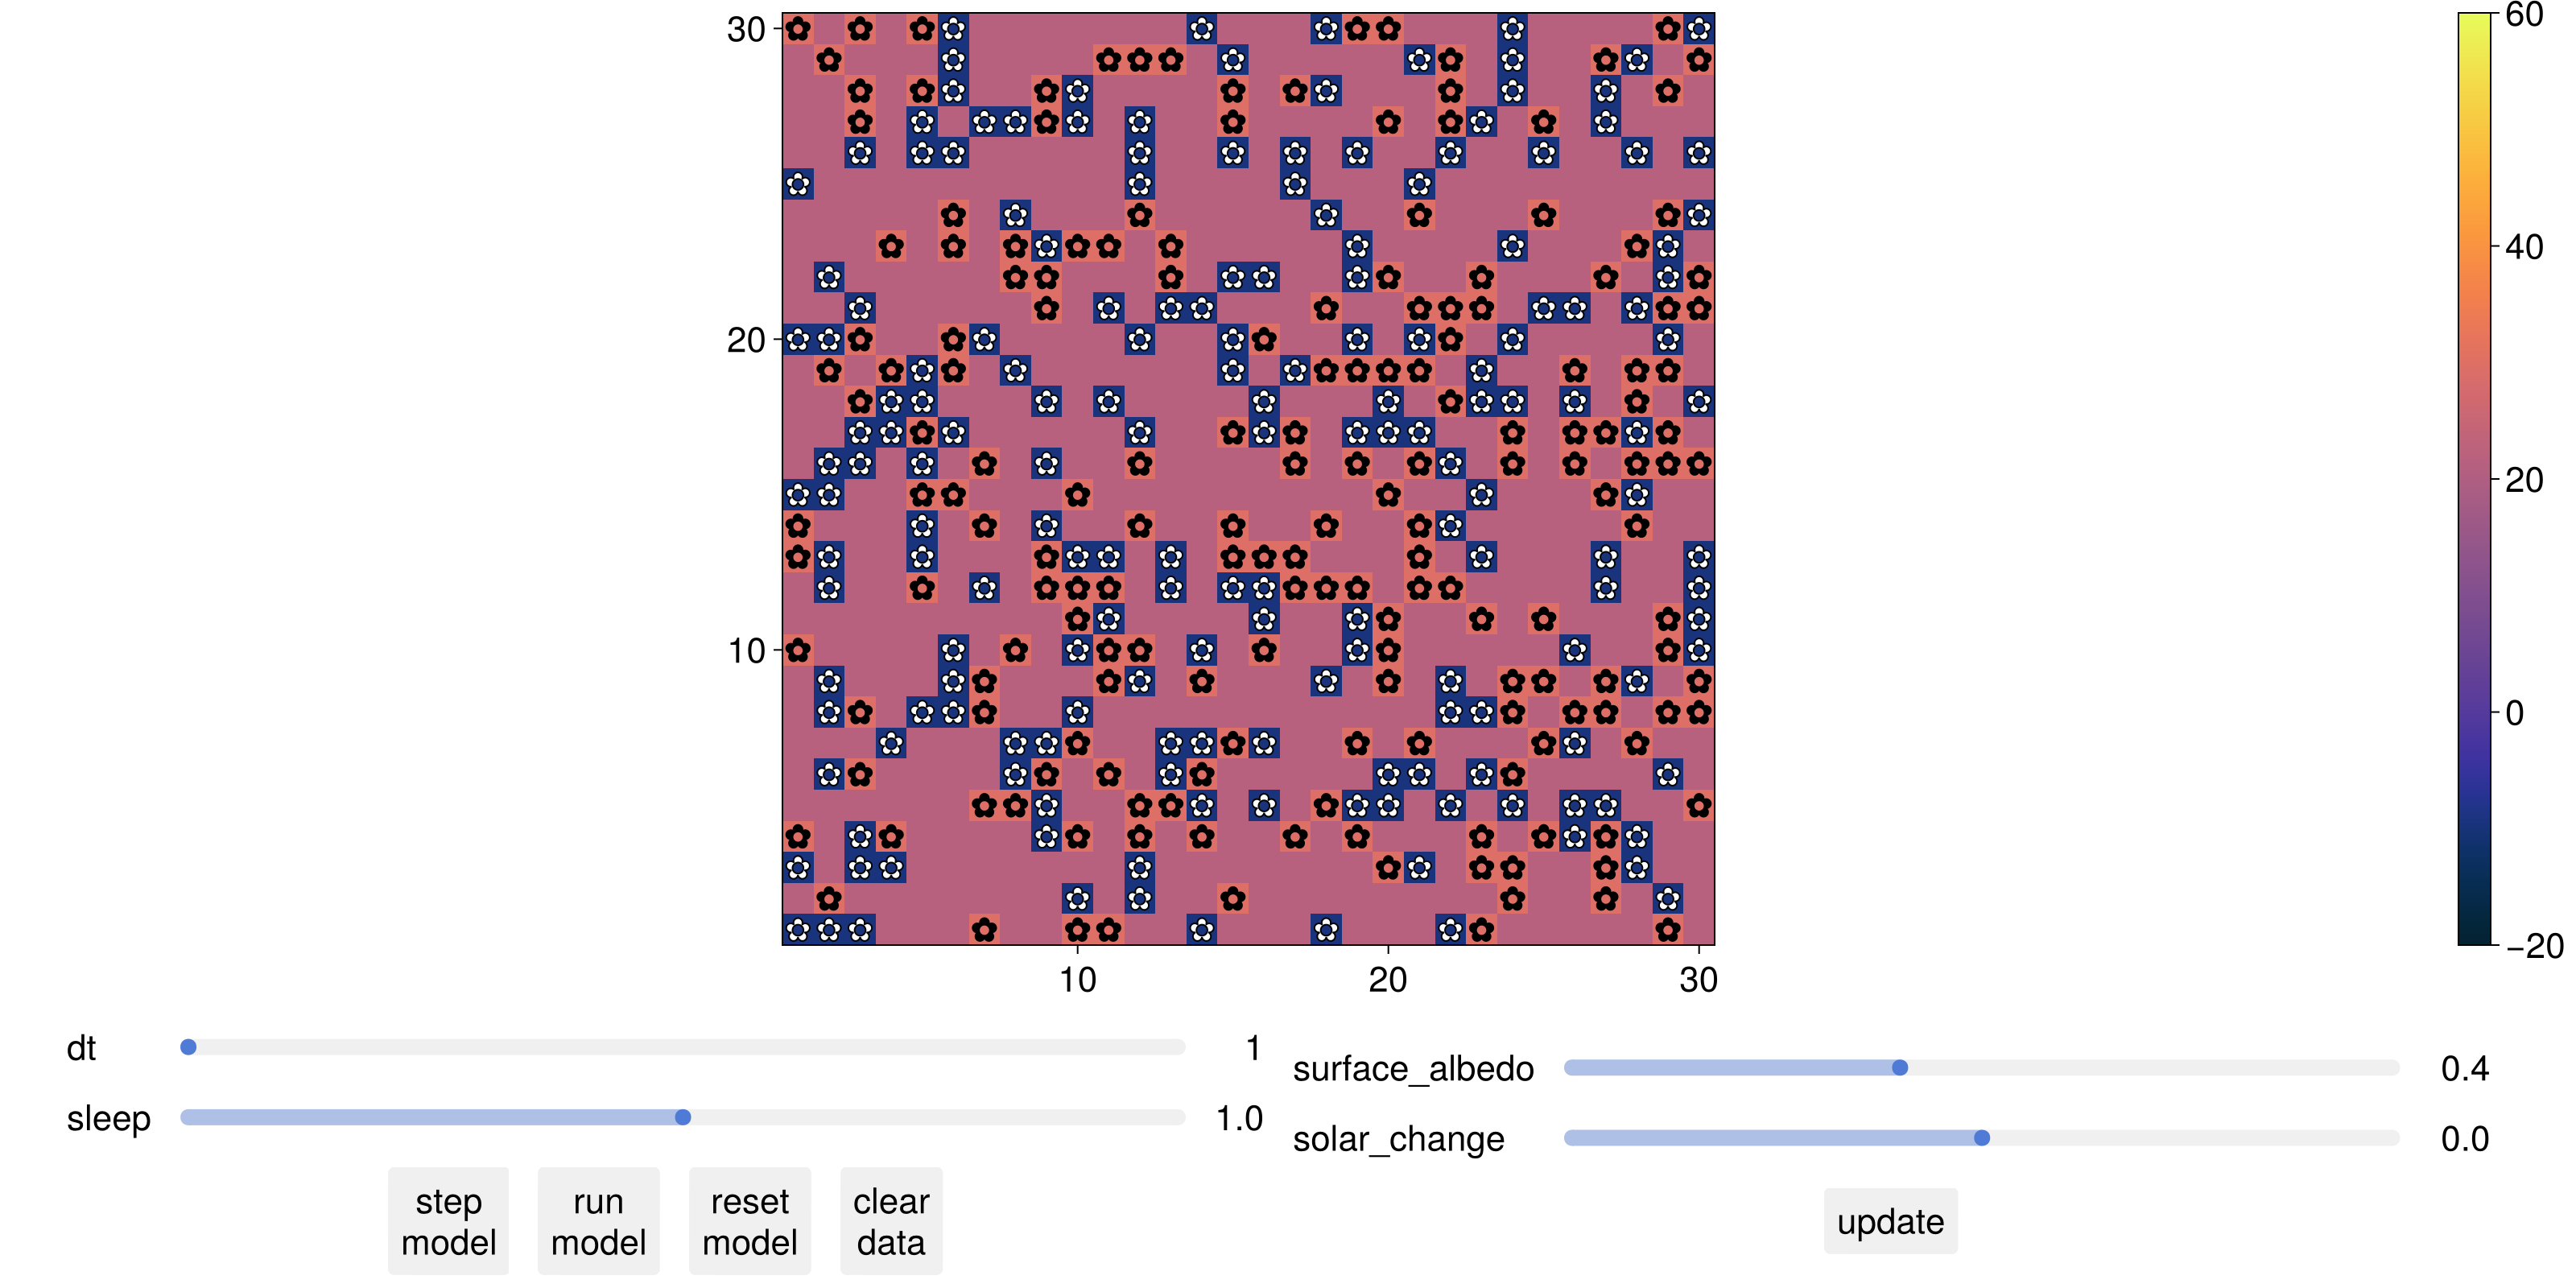 30
20
10
10
20
30
60
40
20
0
−20
dt
1
sleep
1.0
surface_albedo
0.4
solar_change
0.0
step
model
run
model
reset
model
clear
data
update